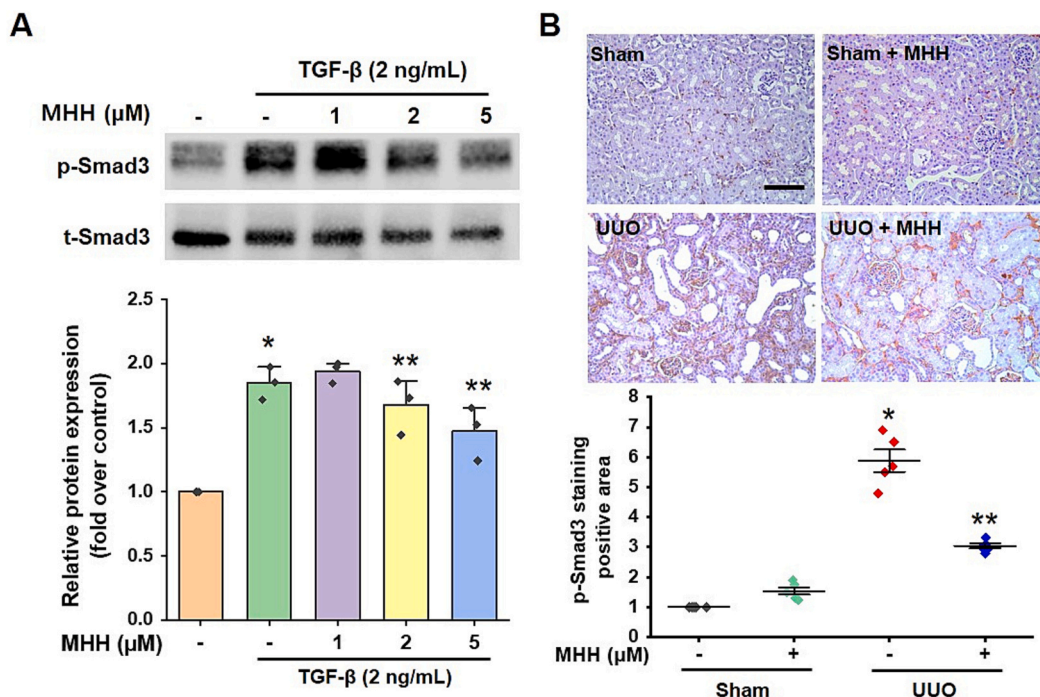 A
TGF-β (2 ng/mL)
MHH (μM) - - 1 2 5
p-Smad3
t-Smad3
Relative protein expression
(fold over control)
2.5
2.0
1.5
1.0
0.5
0.0
* ** **
MHH (μM) - - 1 2 5
TGF-β (2 ng/mL)
B
Sham
Sham + MHH
UUO
UUO + MHH
p-Smad3 staining
positive area
8
7
6
5
4
3
2
1
0
* **
MHH (μM) - + - +
Sham UUO